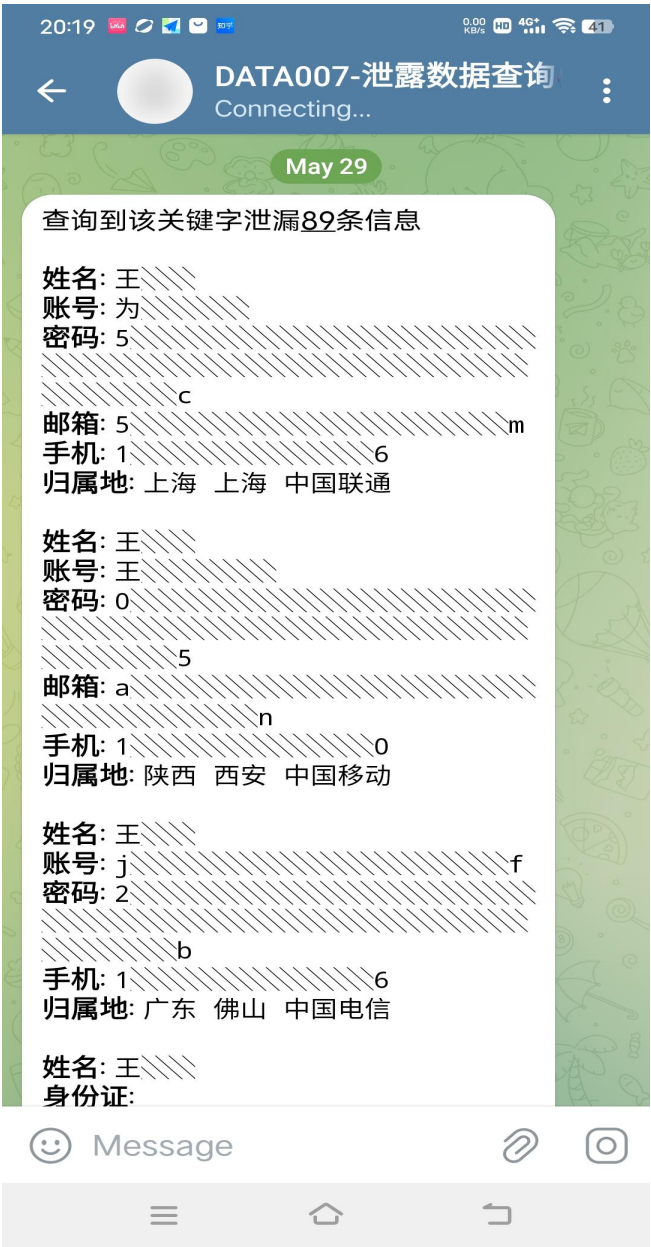 20:19
知乎
0.00
KB/s
HD
4G+
41
DATA007-泄露数据查询
Connecting...
May 29
查询到该关键字泄漏89条信息
姓名: 王
账号: 为
密码: 5
c
邮箱: 5 m
手机: 1 6
归属地: 上海 上海 中国联通
姓名: 王
账号: 王
密码: 0
5
邮箱: a
n
手机: 1 0
归属地: 陕西 西安 中国移动
姓名: 王
账号: j f
密码: 2
b
手机: 1 6
归属地: 广东 佛山 中国电信
姓名: 王
身份证:
Message